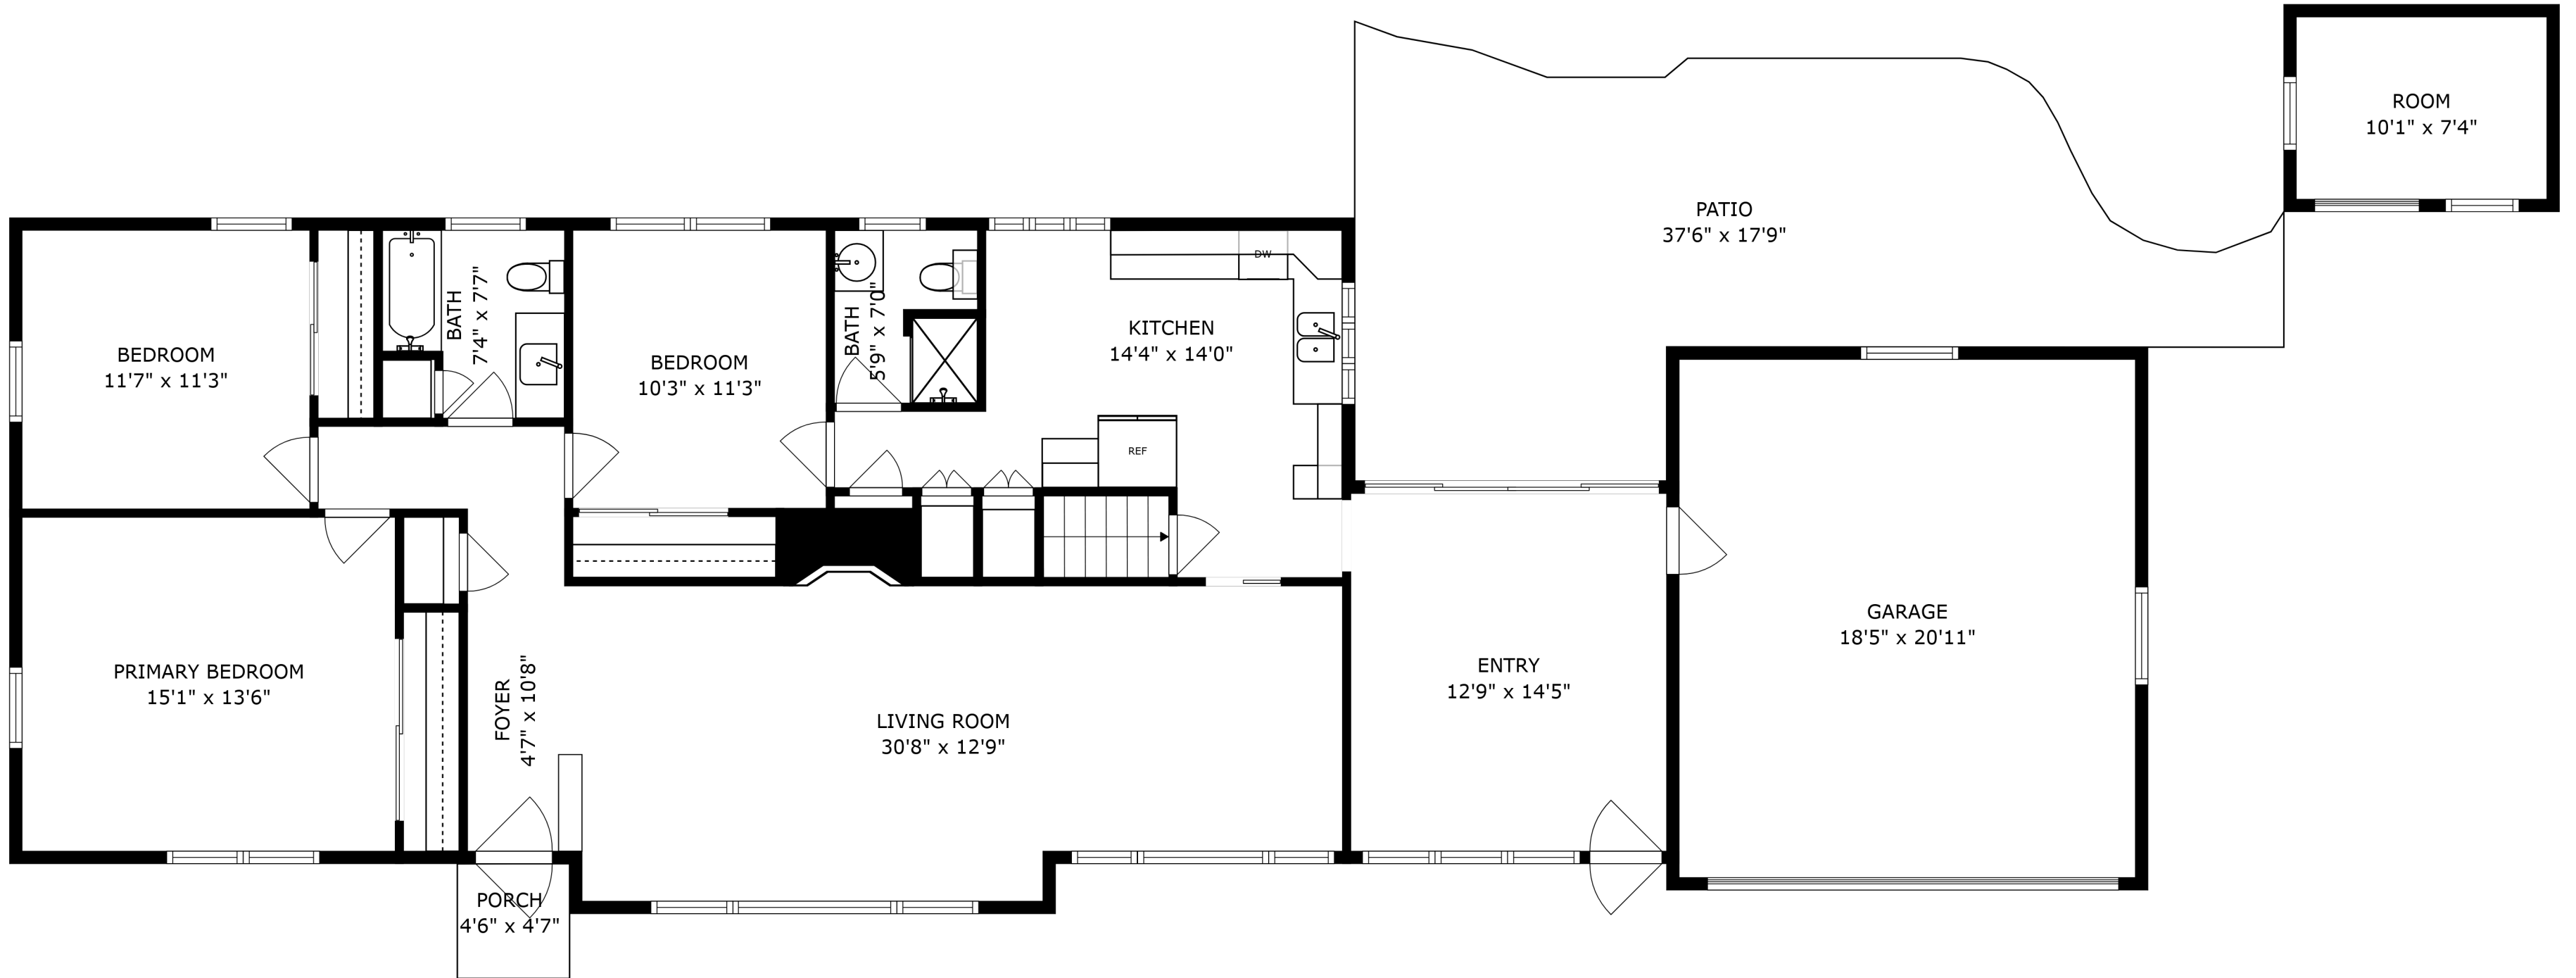 ROOM
10'1" x 7'4"
PATIO
37'6" x 17'9"
BEDROOM
11'7" x 11'3"
BATH
7'4" x 7'7"
BEDROOM
10'3" x 11'3"
BATH
5'9" x 7'0"
KITCHEN
14'4" x 14'0"
DW
REF
PRIMARY BEDROOM
15'1" x 13'6"
FOYER
4'7" x 10'8"
LIVING ROOM
30'8" x 12'9"
ENTRY
12'9" x 14'5"
GARAGE
18'5" x 20'11"
PORCH
4'6" x 4'7"